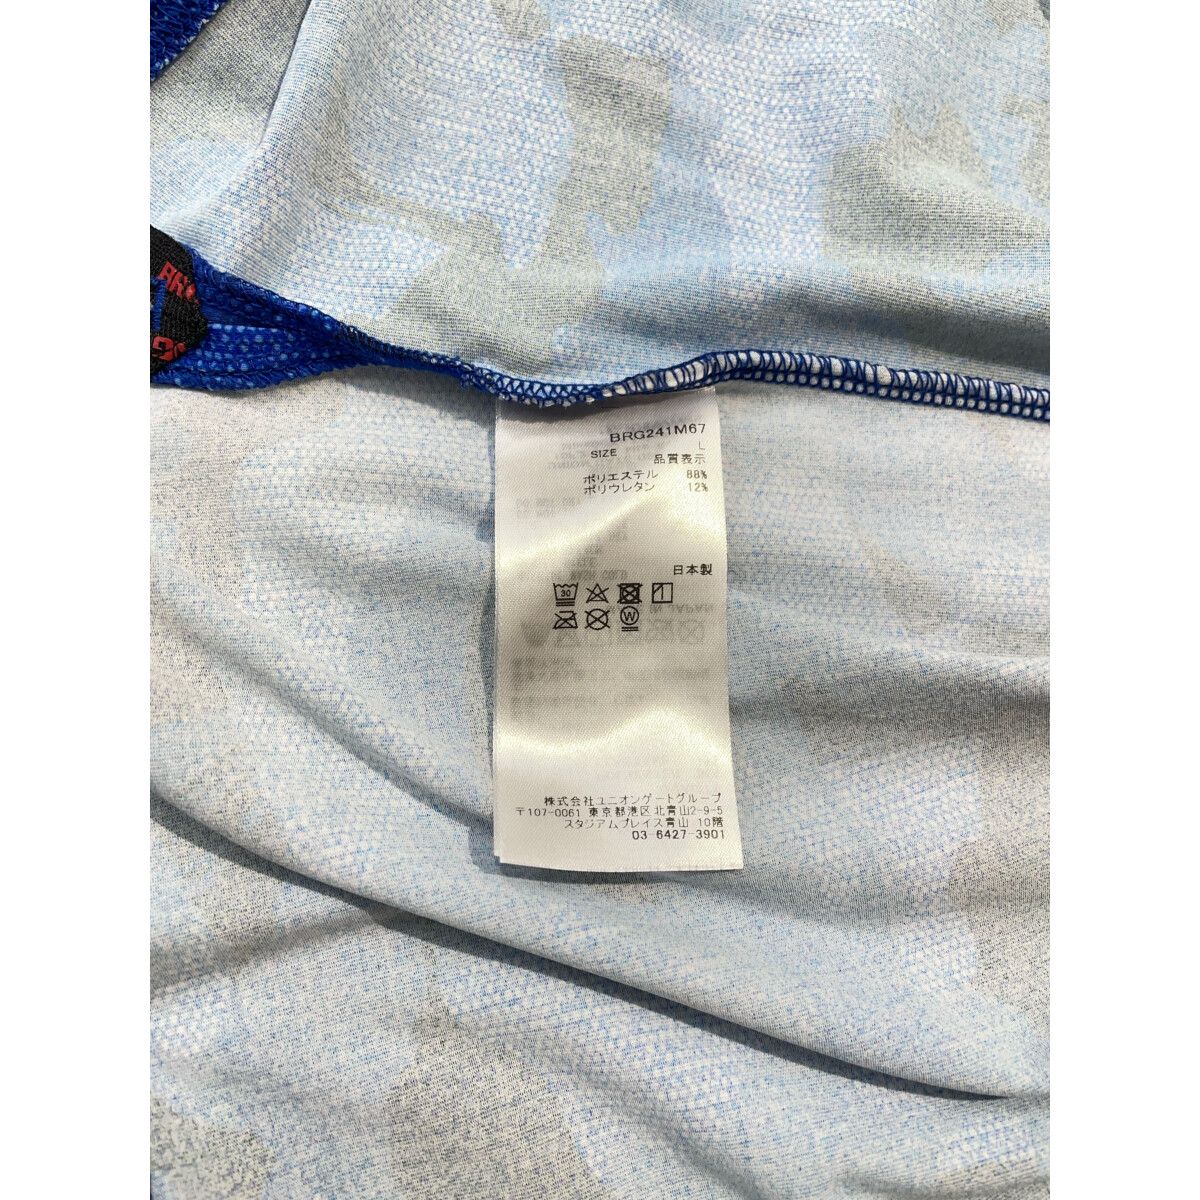 BRG241M67
SIZE L
品質表示
ポリエステル 88%
ポリウレタン 12%
日本製
30
W
株式会社ユニオンゲートグループ
〒107-0061 東京都港区北青山2-9-5
スタジアムプレイス青山 10階
03-6427-3901